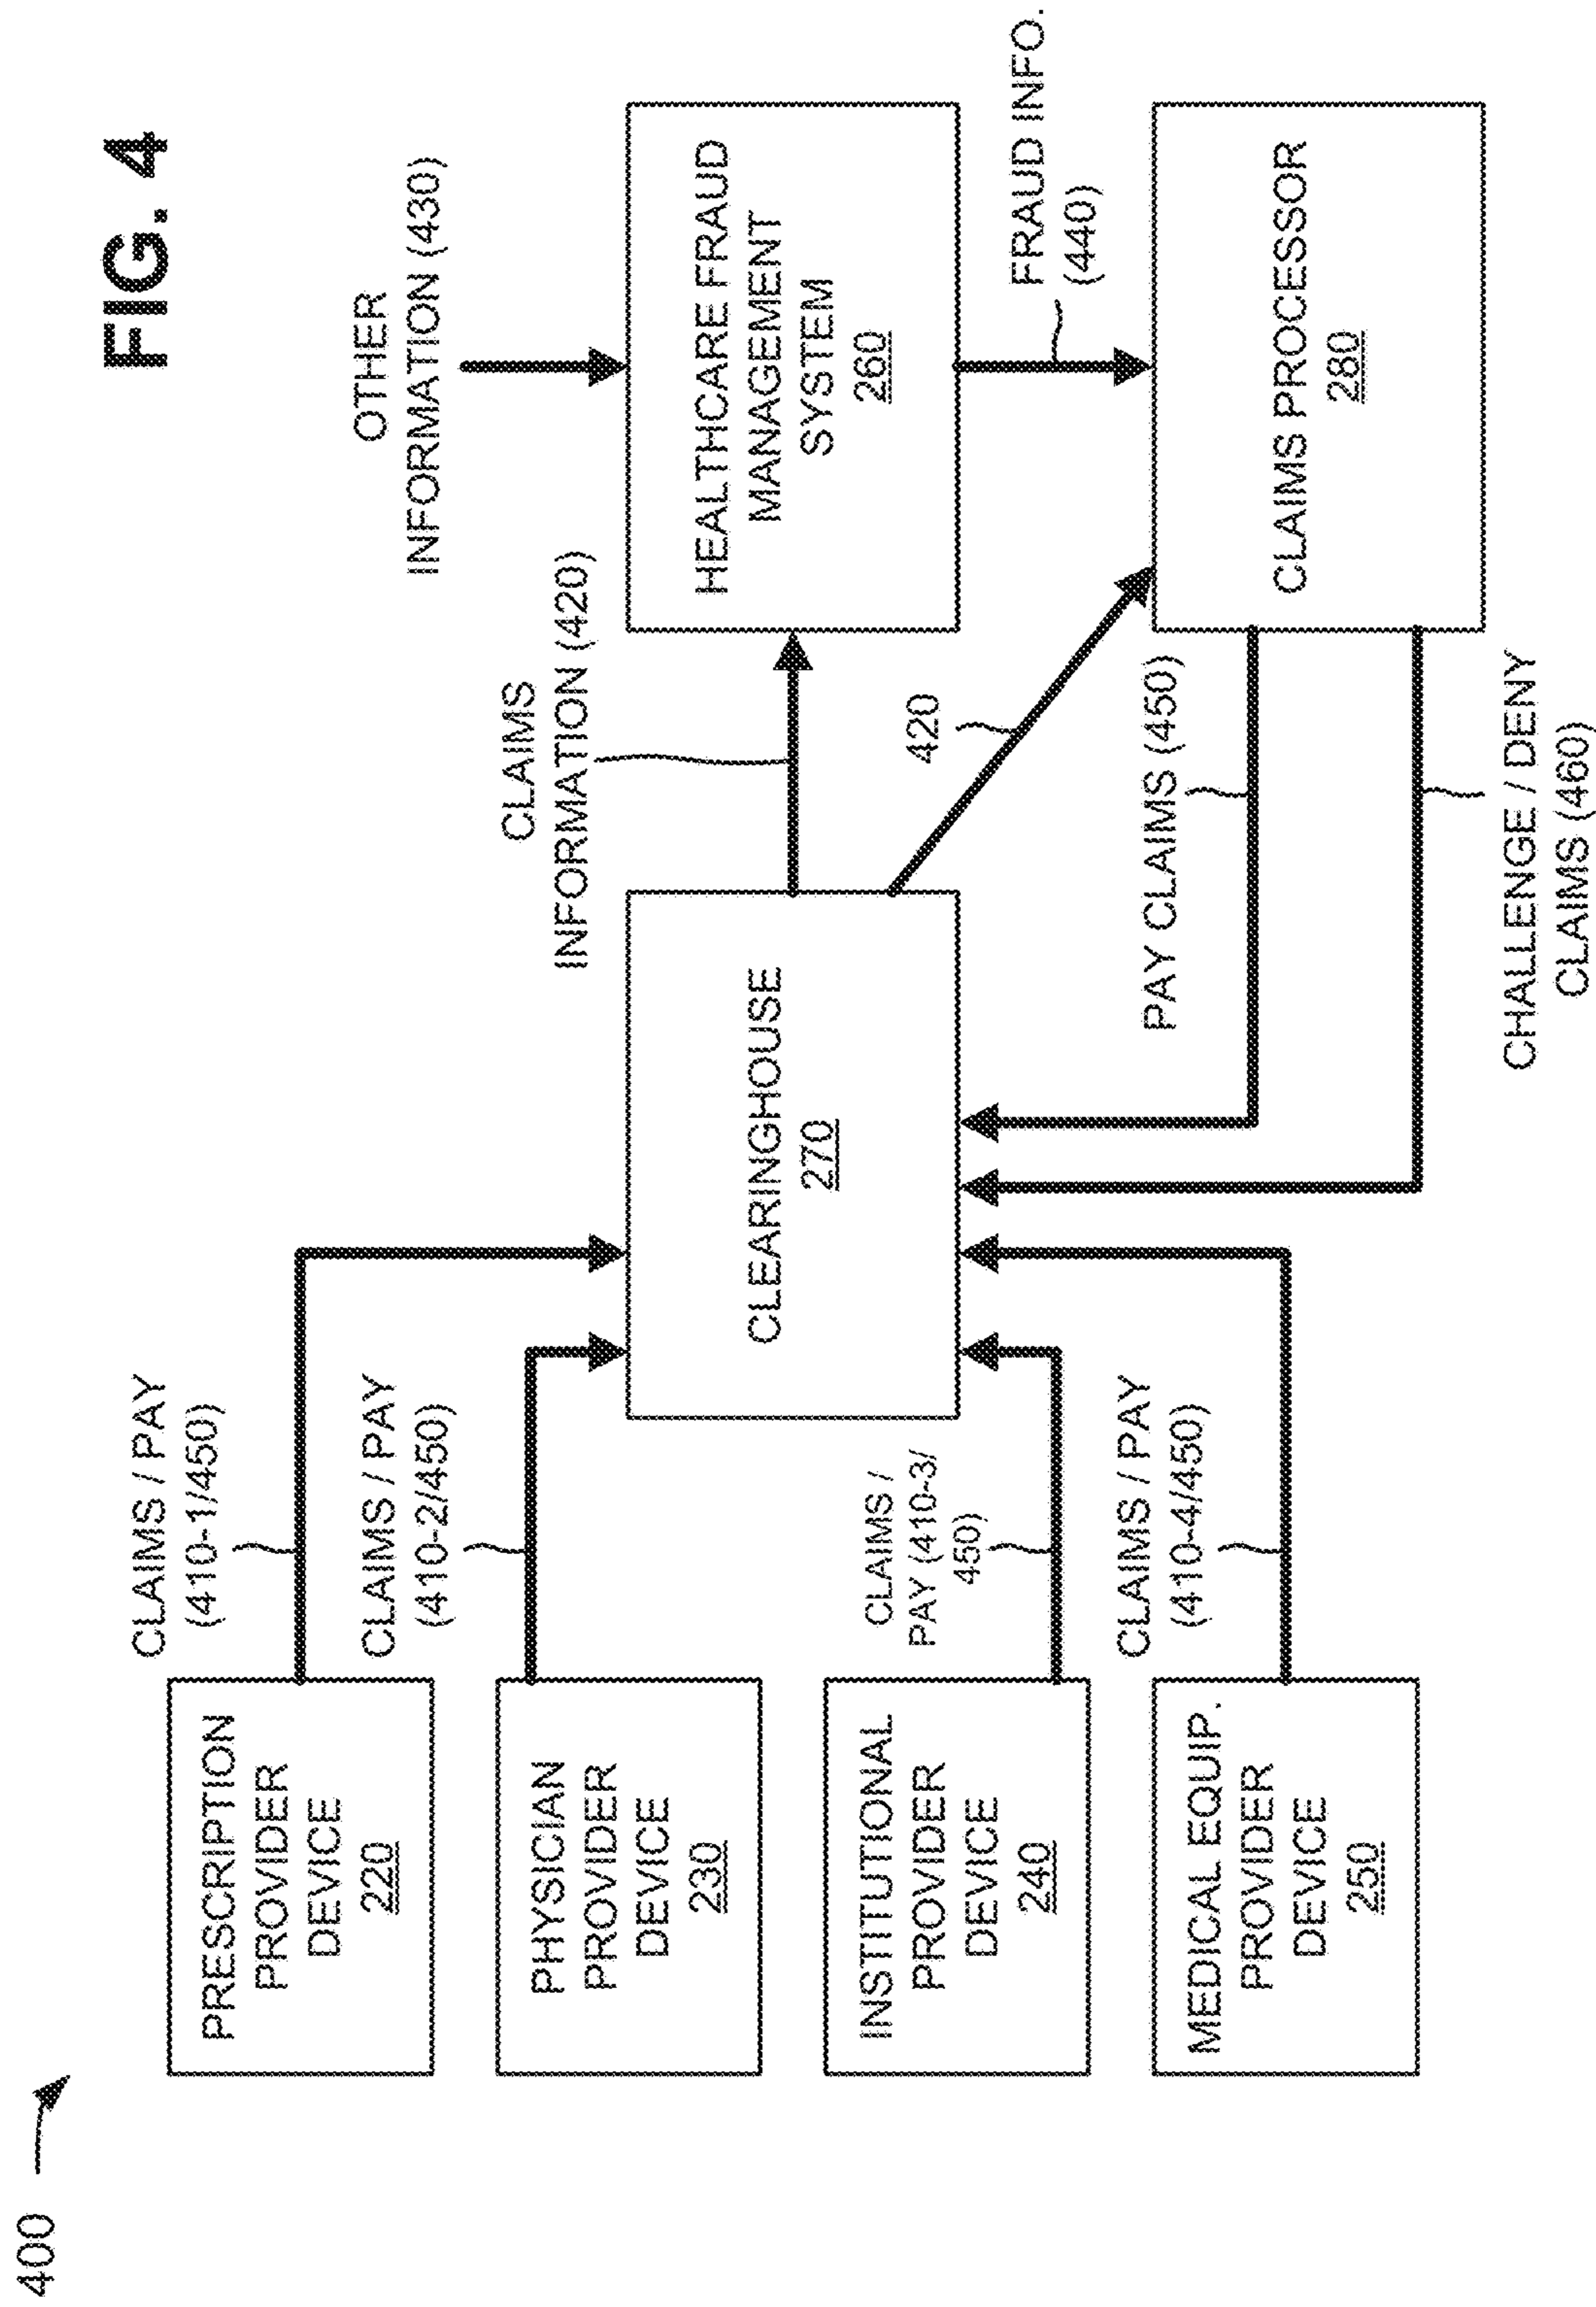 FIG. 4
400
PRESCRIPTION
PROVIDER
DEVICE
220
CLAIMS / PAY
(410-1/450)
PHYSICIAN
PROVIDER
DEVICE
230
CLAIMS / PAY
(410-2/450)
INSTITUTIONAL
PROVIDER
DEVICE
240
CLAIMS /
PAY (410-3/
450)
MEDICAL EQUIP.
PROVIDER
DEVICE
250
CLAIMS / PAY
(410-4/450)
CLEARINGHOUSE
270
CLAIMS
INFORMATION (420)
420
OTHER
INFORMATION (430)
HEALTHCARE FRAUD
MANAGEMENT
SYSTEM
260
FRAUD INFO.
(440)
CLAIMS PROCESSOR
280
PAY CLAIMS (450)
CHALLENGE / DENY
CLAIMS (460)